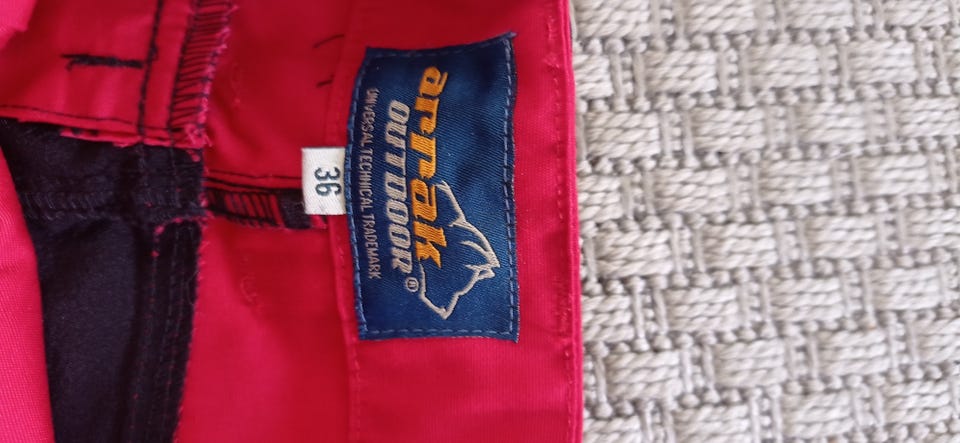 arrak
OUTDOOR®
UNIVERSAL TECHNICAL TRADEMARK
36